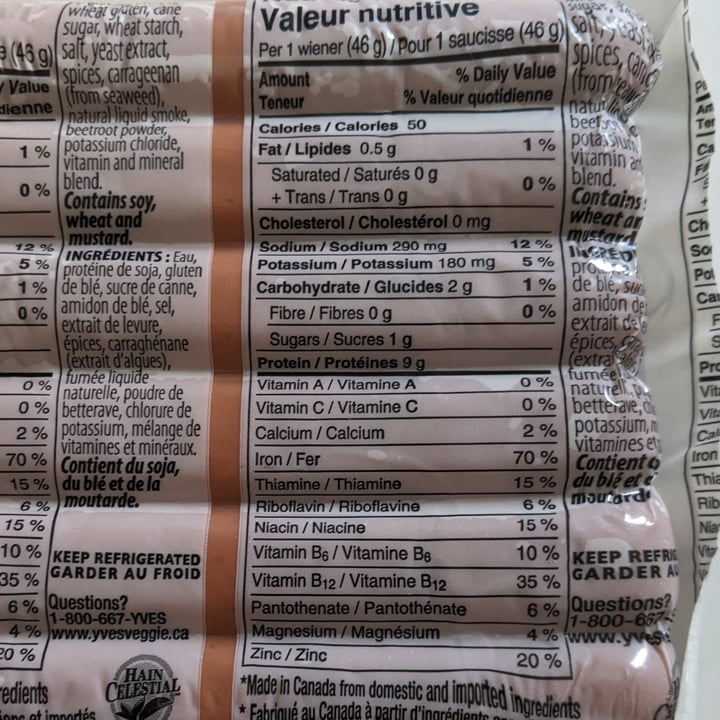 wheat gluten, cane
sugar, wheat starch,
salt, yeast extract,
spices, carrageenan
(from seaweed),
natural liquid smoke,
beetroot powder,
potassium chloride,
vitamin and mineral
blend.
Contains soy,
wheat and
mustard.
INGRÉDIENTS : Eau,
protéine de soja, gluten
de blé, sucre de canne,
amidon de blé, sel,
extrait de levure,
épices, carraghénane
(extrait d'algues),
fumée liquide
naturelle, poudre de
betterave, chlorure de
potassium, mélange de
vitamines et minéraux.
Contient du soja,
du blé et de la
moutarde.
KEEP REFRIGERATED
GARDER AU FROID
Questions?
1-800-667-YVES
www.yvesveggie.ca
HAIN
CELESTIAL
Valeur nutritive
Per 1 wiener (46 g) / Pour 1 saucisse (46 g)
Amount % Daily Value
Teneur % Valeur quotidienne
Calories / Calories 50
Fat / Lipides 0.5 g 1 %
Saturated / Saturés 0 g
+ Trans / Trans 0 g 0 %
Cholesterol / Cholestérol 0 mg
Sodium / Sodium 290 mg 12 %
Potassium / Potassium 180 mg 5 %
Carbohydrate / Glucides 2 g 1 %
Fibre / Fibres 0 g 0 %
Sugars / Sucres 1 g
Protein / Protéines 9 g
Vitamin A / Vitamine A 0 %
Vitamin C / Vitamine C 0 %
Calcium / Calcium 2 %
Iron / Fer 70 %
Thiamine / Thiamine 15 %
Riboflavin / Riboflavine 6 %
Niacin / Niacine 15 %
Vitamin B6 / Vitamine B6 10 %
Vitamin B12 / Vitamine B12 35 %
Pantothenate / Pantothénate 6 %
Magnesium / Magnésium 4 %
Zinc / Zinc 20 %
*Made in Canada from domestic and imported ingredients
* Fabriqué au Canada à partir d'ingrédients